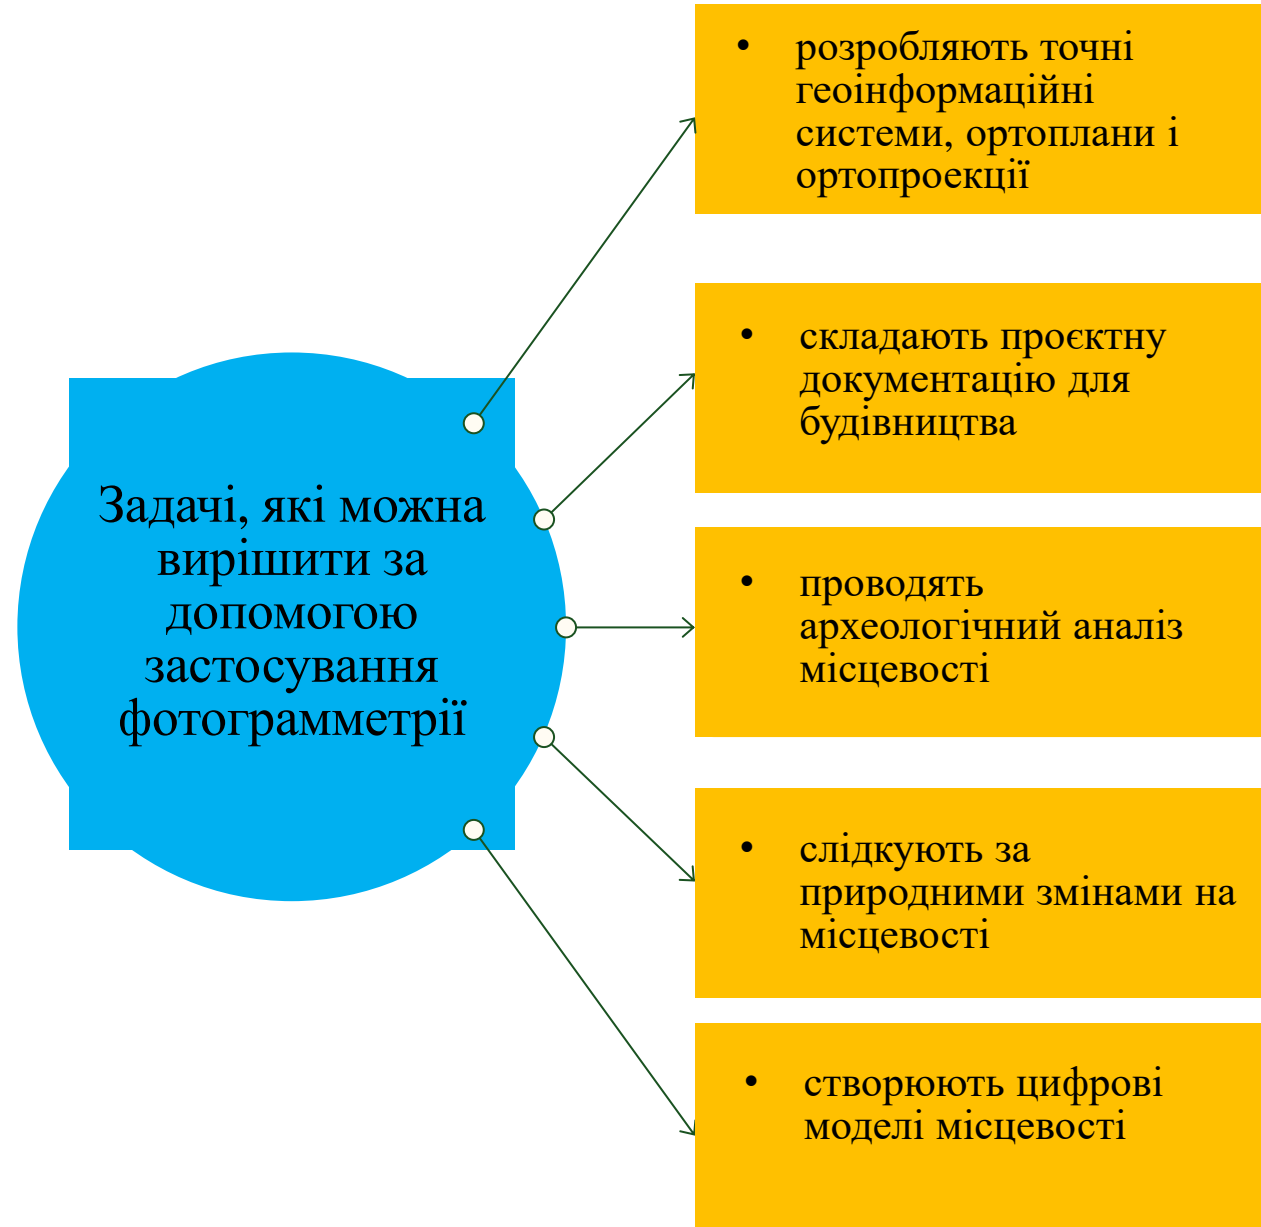 Задачі, які можна
вирішити за
допомогою
застосування
фотограмметрії
• розробляють точні
геоінформаційні
системи, ортоплани і
ортопроекції
• складають проєктну
документацію для
будівництва
• проводять
археологічний аналіз
місцевості
• слідкують за
природними змінами на
місцевості
• створюють цифрові
моделі місцевості